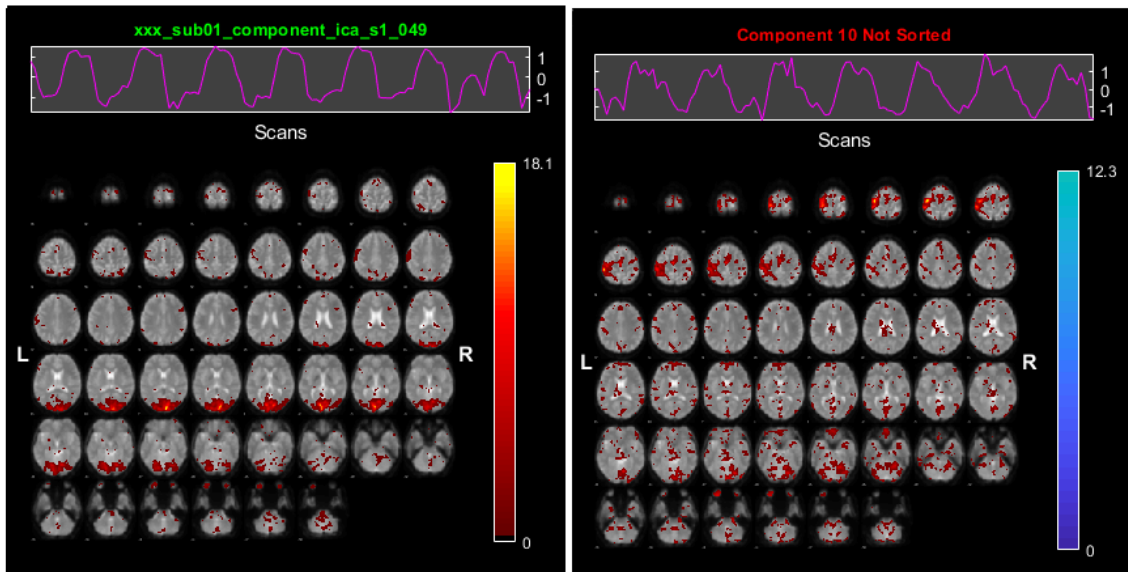 xxx_sub01_component_ica_s1_049
1
0
-1
Scans
18.1
L
R
0
Component 10 Not Sorted
1
0
-1
Scans
12.3
L
R
0